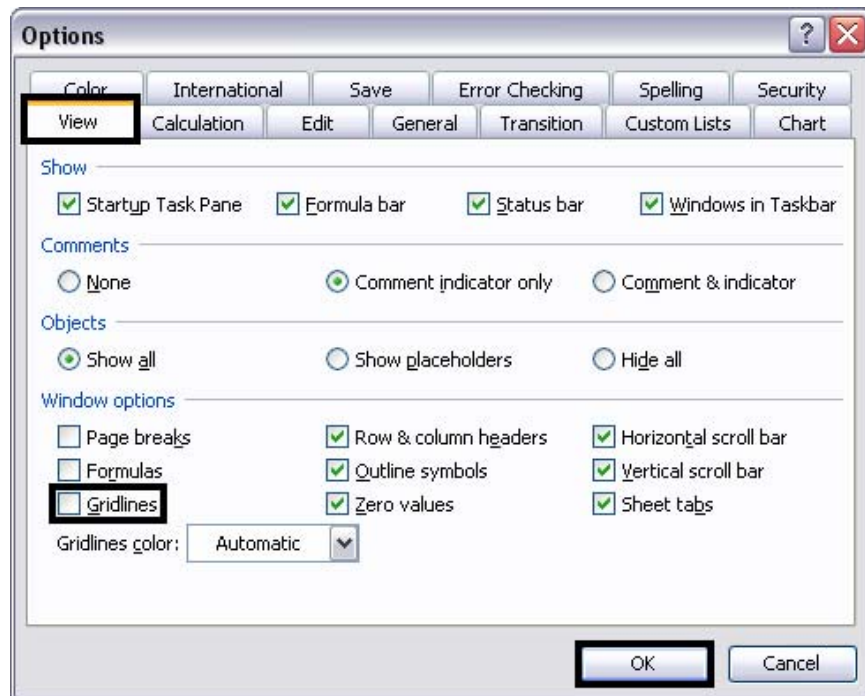 Options
Color International Save Error Checking Spelling Security
View Calculation Edit General Transition Custom Lists Chart
Show
Startup Task Pane Formula bar Status bar Windows in Taskbar
Comments
None Comment indicator only Comment & indicator
Objects
Show all Show placeholders Hide all
Window options
Page breaks Row & column headers Horizontal scroll bar
Formulas Outline symbols Vertical scroll bar
Gridlines Zero values Sheet tabs
Gridlines color: Automatic
OK Cancel